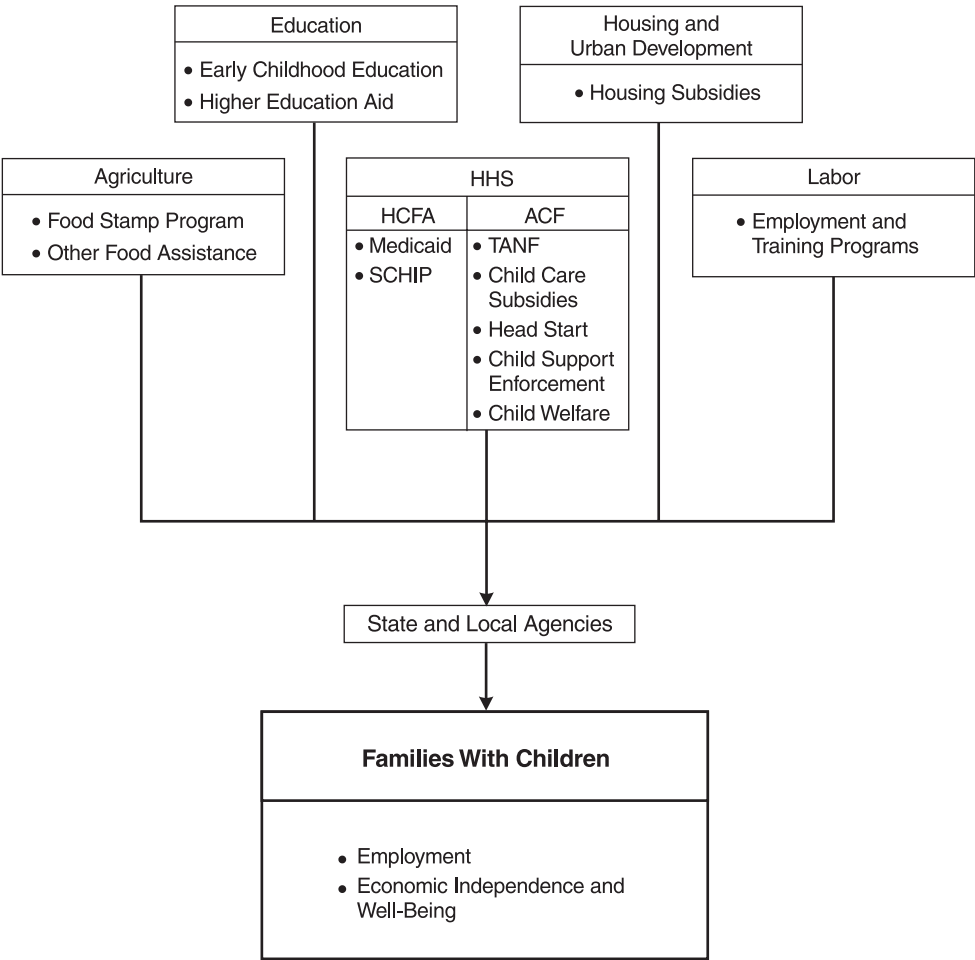 Education
• Early Childhood Education
• Higher Education Aid
Housing and
Urban Development
• Housing Subsidies
Agriculture
• Food Stamp Program
• Other Food Assistance
HHS
HCFA
• Medicaid
• SCHIP
ACF
• TANF
• Child Care
Subsidies
• Head Start
• Child Support
Enforcement
• Child Welfare
Labor
• Employment and
Training Programs
State and Local Agencies
Families With Children
• Employment
• Economic Independence and
Well-Being